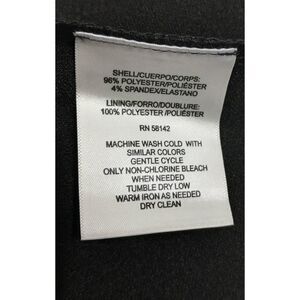 SHELL/CUERPO/CORPS:
96% POLYESTER/POLIÉSTER
4% SPANDEX/ELASTANO
LINING/FORRO/DOUBLURE:
100% POLYESTER /POLIÉSTER
RN 58142
MACHINE WASH COLD WITH
SIMILAR COLORS
GENTLE CYCLE
ONLY NON-CHLORINE BLEACH
WHEN NEEDED
TUMBLE DRY LOW
WARM IRON AS NEEDED
DRY CLEAN